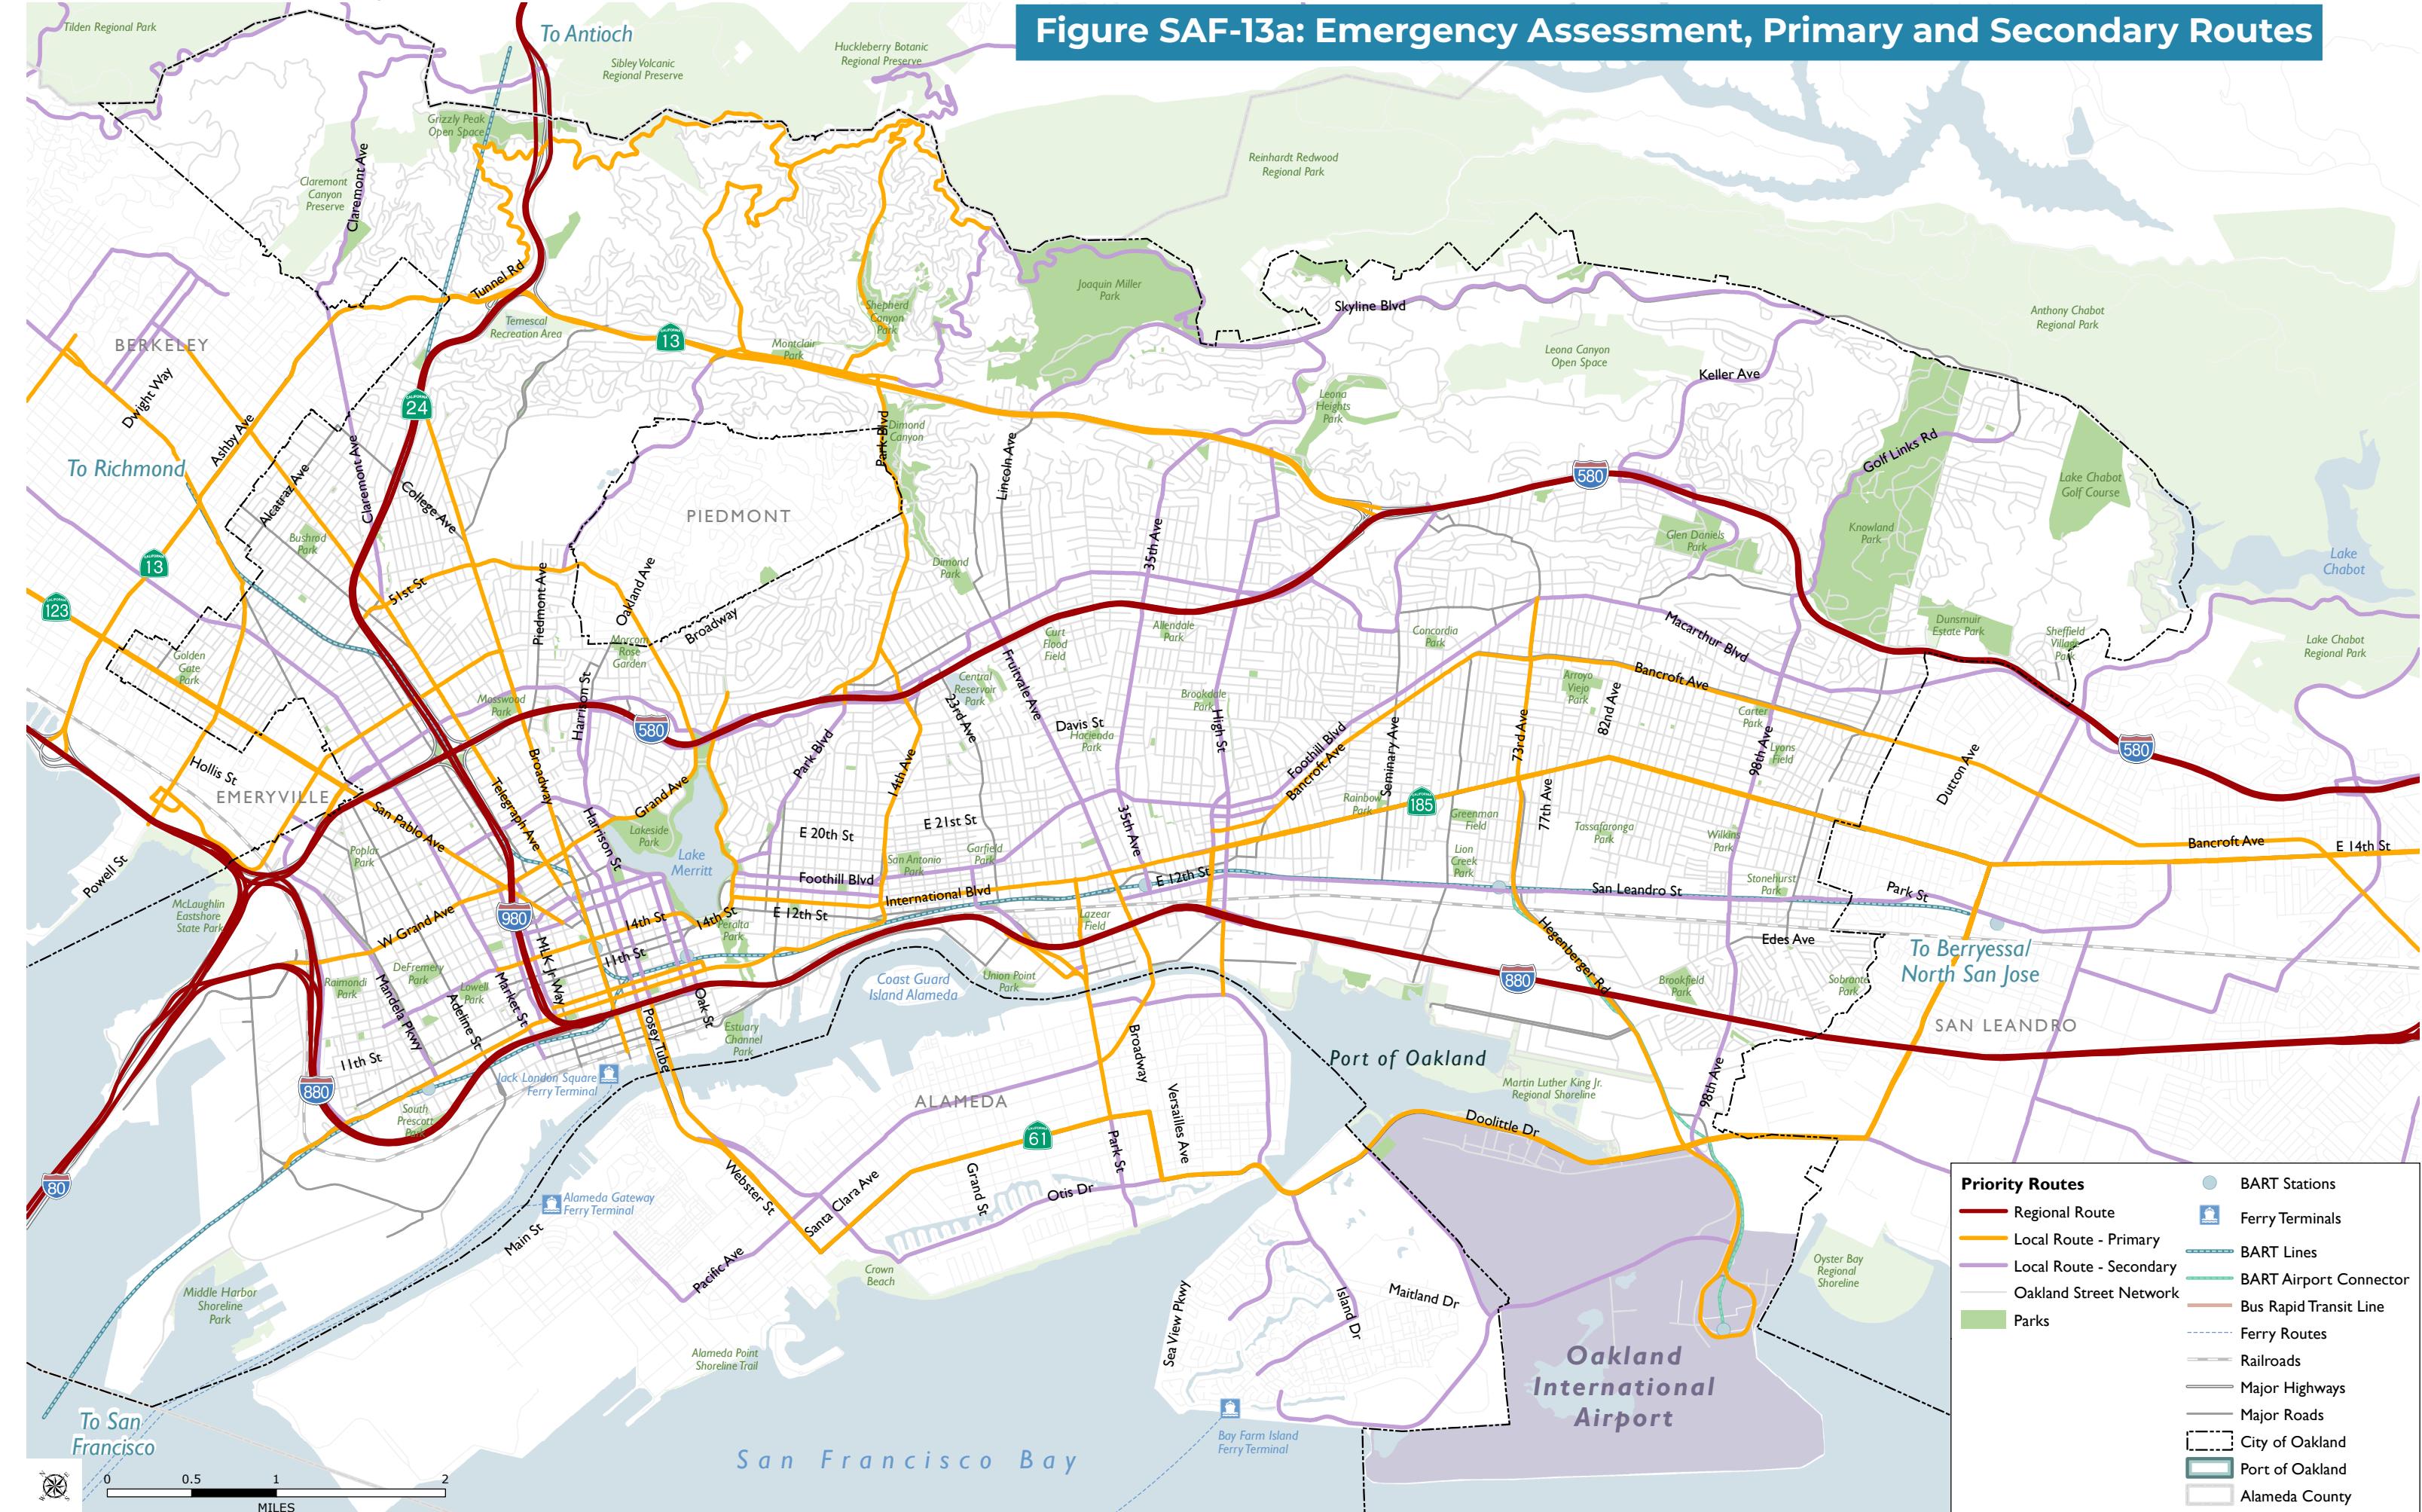 Figure SAF-13a: Emergency Assessment, Primary and Secondary Routes
Tilden Regional Park
To Antioch
Sibley Volcanic
Regional Preserve
Huckleberry Botanic
Regional Preserve
Grizzly Peak
Open Space
Claremont
Canyon
Preserve
Claremont Ave
Reinhardt Redwood
Regional Park
Tunnel Rd
Temescal
Recreation Area
CALIFORNIA
13
Montclair
Park
Shepherd
Canyon
Park
Joaquin Miller
Park
Skyline Blvd
Anthony Chabot
Regional Park
Leona Canyon
Open Space
Keller Ave
BERKELEY
Dwight Way
Ashby Ave
CALIFORNIA
24
Leona
Heights
Park
Park Blvd
Dimond
Canyon
Lincoln Ave
Golf Links Rd
Lake Chabot
Golf Course
To Richmond
Alcatraz Ave
Claremont Ave
College Ave
580
Knowland
Park
PIEDMONT
Bushrod
Park
35th Ave
Glen Daniels
Park
Lake
Chabot
CALIFORNIA
13
CALIFORNIA
123
51st St
Piedmont Ave
Oakland Ave
Broadway
Dimond
Park
Morcom
Rose
Garden
Golden
Gate
Park
Curt
Flood
Field
Allendale
Park
Concordia
Park
Macarthur Blvd
Dunsmuir
Estate Park
Sheffield
Village
Park
Lake Chabot
Regional Park
Mosswood
Park
Harrison St
580
Central
Reservoir
Park
Fruitvale Ave
23rd Ave
Brookdale
Park
High St
Davis St
Hacienda
Park
Arroyo
Viejo
Park
Bancroft Ave
82nd Ave
Carter
Park
73rd Ave
Seminary Ave
Foothill Blvd
Bancroft Ave
98th Ave
Lyons
Field
580
Hollis St
EMERYVILLE
San Pablo Ave
Telegraph Ave
Broadway
Harrison St
Grand Ave
Park Blvd
14th Ave
Dutton Ave
Rainbow
Park
CALIFORNIA
185
Greenman
Field
77th Ave
Tassafaronga
Park
Wilkins
Park
Bancroft Ave
E 14th St
Powell St
Poplar
Park
Lakeside
Park
Lake
Merritt
E 20th St
E 21st St
35th Ave
San Antonio
Park
Garfield
Park
Lion
Creek
Park
Foothill Blvd
International Blvd
E 12th St
San Leandro St
Stonehurst
Park
Park St
McLaughlin
Eastshore
State Park
980
W Grand Ave
14th St
14th St
Peralta
Park
E 12th St
Lazear
Field
Hegenberger Rd
Edes Ave
To Berryessa/
North San Jose
11th St
MLK Jr Way
Raimondi
Park
DeFremery
Park
Lowell
Park
Market St
Mandela Pkwy
Adeline St
Oak St
Posey Tube
Estuary
Channel
Park
Coast Guard
Island Alameda
Union Point
Park
880
Brookfield
Park
Sobrante
Park
SAN LEANDRO
11th St
880
Jack London Square
Ferry Terminal
Port of Oakland
Broadway
ALAMEDA
Versailles Ave
Martin Luther King Jr.
Regional Shoreline
98th Ave
South
Prescott
Park
Doolittle Dr
CALIFORNIA
61
Park St
80
Webster St
Santa Clara Ave
Grand St
Otis Dr
Alameda Gateway
Ferry Terminal
Main St
Pacific Ave
Crown
Beach
Oyster Bay
Regional
Shoreline
Middle Harbor
Shoreline
Park
Sea View Pkwy
Island Dr
Maitland Dr
Alameda Point
Shoreline Trail
Oakland
International
Airport
Bay Farm Island
Ferry Terminal
To San
Francisco
San Francisco Bay
N
E
S
W
0
0.5
1
2
MILES
Priority Routes
Regional Route
Local Route - Primary
Local Route - Secondary
Oakland Street Network
Parks
BART Stations
Ferry Terminals
BART Lines
BART Airport Connector
Bus Rapid Transit Line
Ferry Routes
Railroads
Major Highways
Major Roads
City of Oakland
Port of Oakland
Alameda County